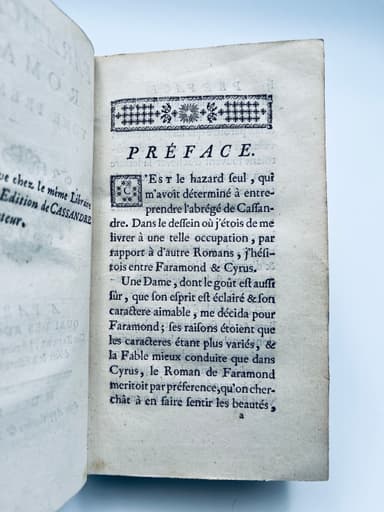 ve chez le même Libraire
Edition de CASSANDRE
teur.
PRÉFACE.
C'EST le hazard seul, qui
m'avoit déterminé à entre-
prendre l'abrégé de Cassan-
dre. Dans le dessein où j'étois de me
livrer à une telle occupation, par
rapport à d'autre Romans, j'hési-
tois entre Faramond & Cyrus.
Une Dame, dont le goût est aussi
sûr, que son esprit est éclairé & son
caractere aimable, me décida pour
Faramond; ses raisons étoient que
les caracteres étant plus variés, &
la Fable mieux conduite que dans
Cyrus, le Roman de Faramond
meritoit par préference, qu'on cher-
chât à en faire sentir les beautés,
a